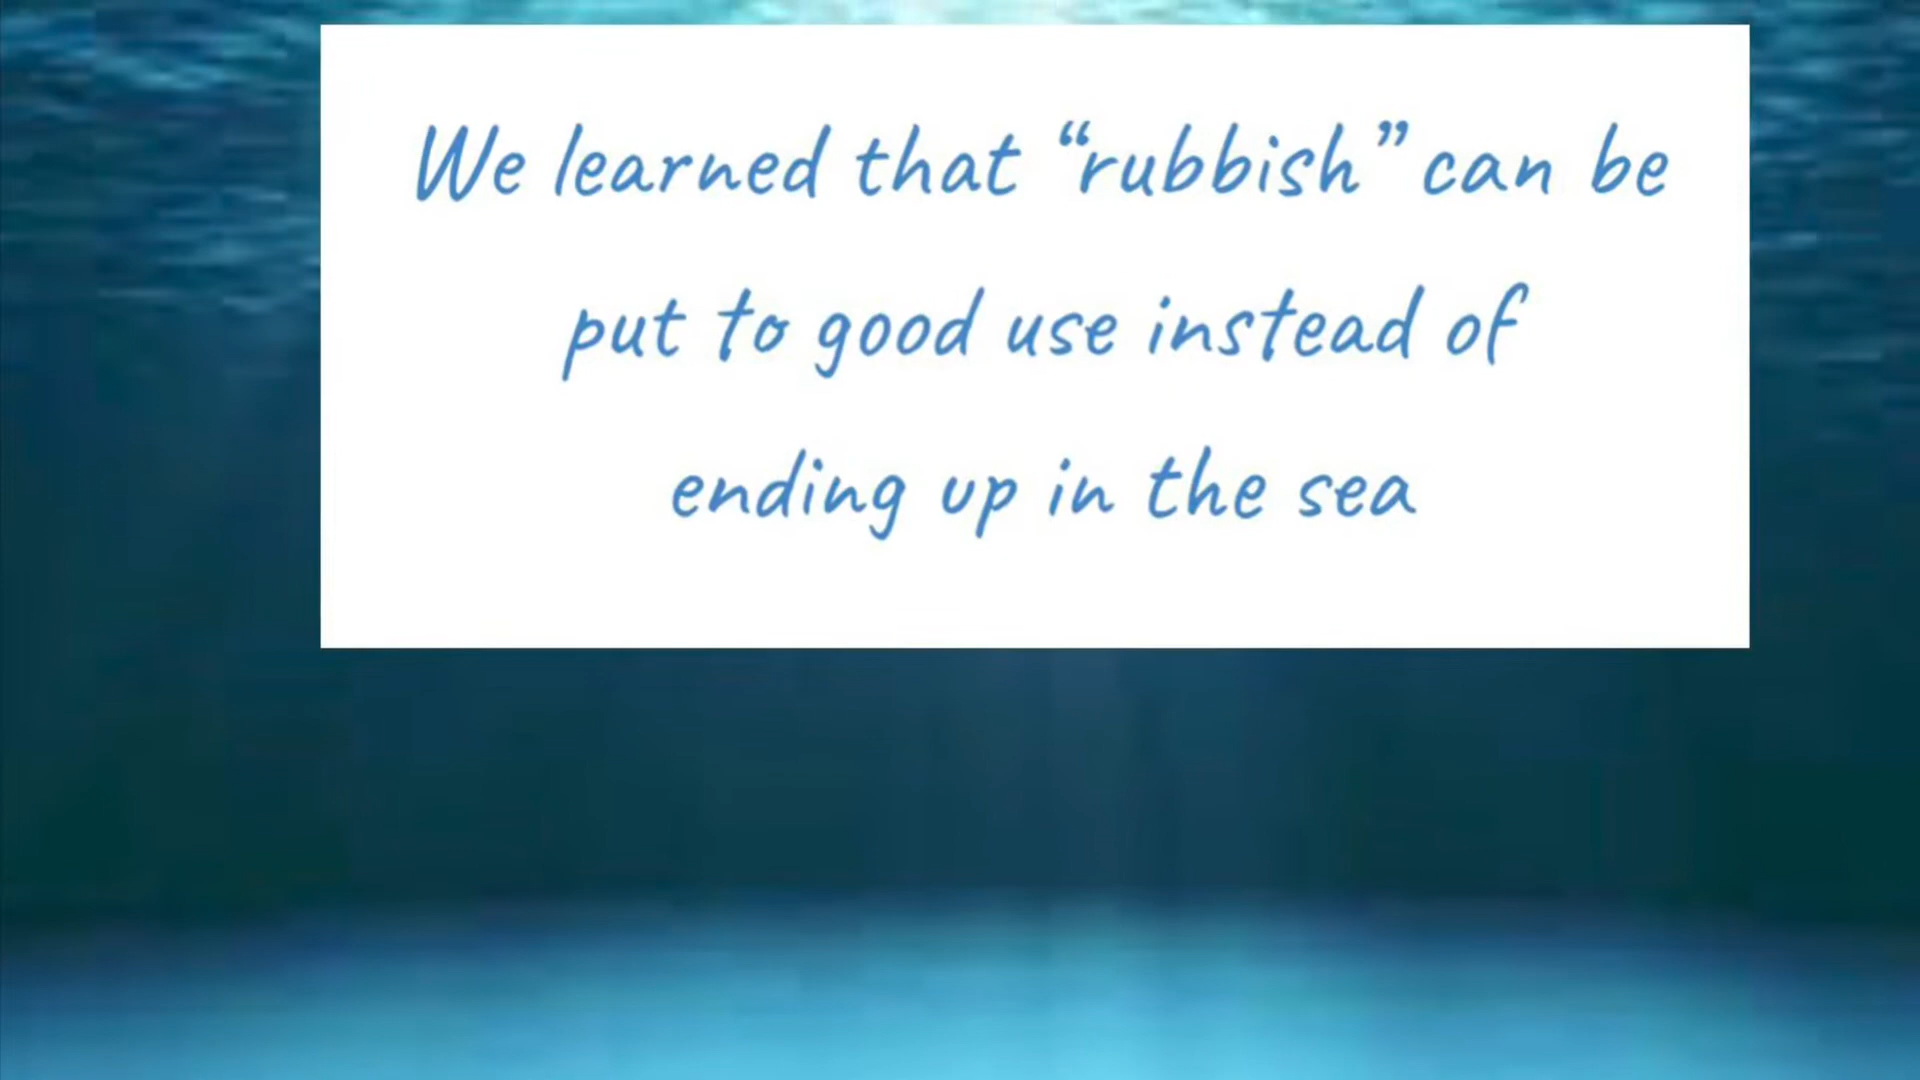 We learned that “rubbish” can be
put to good use instead of
ending up in the sea